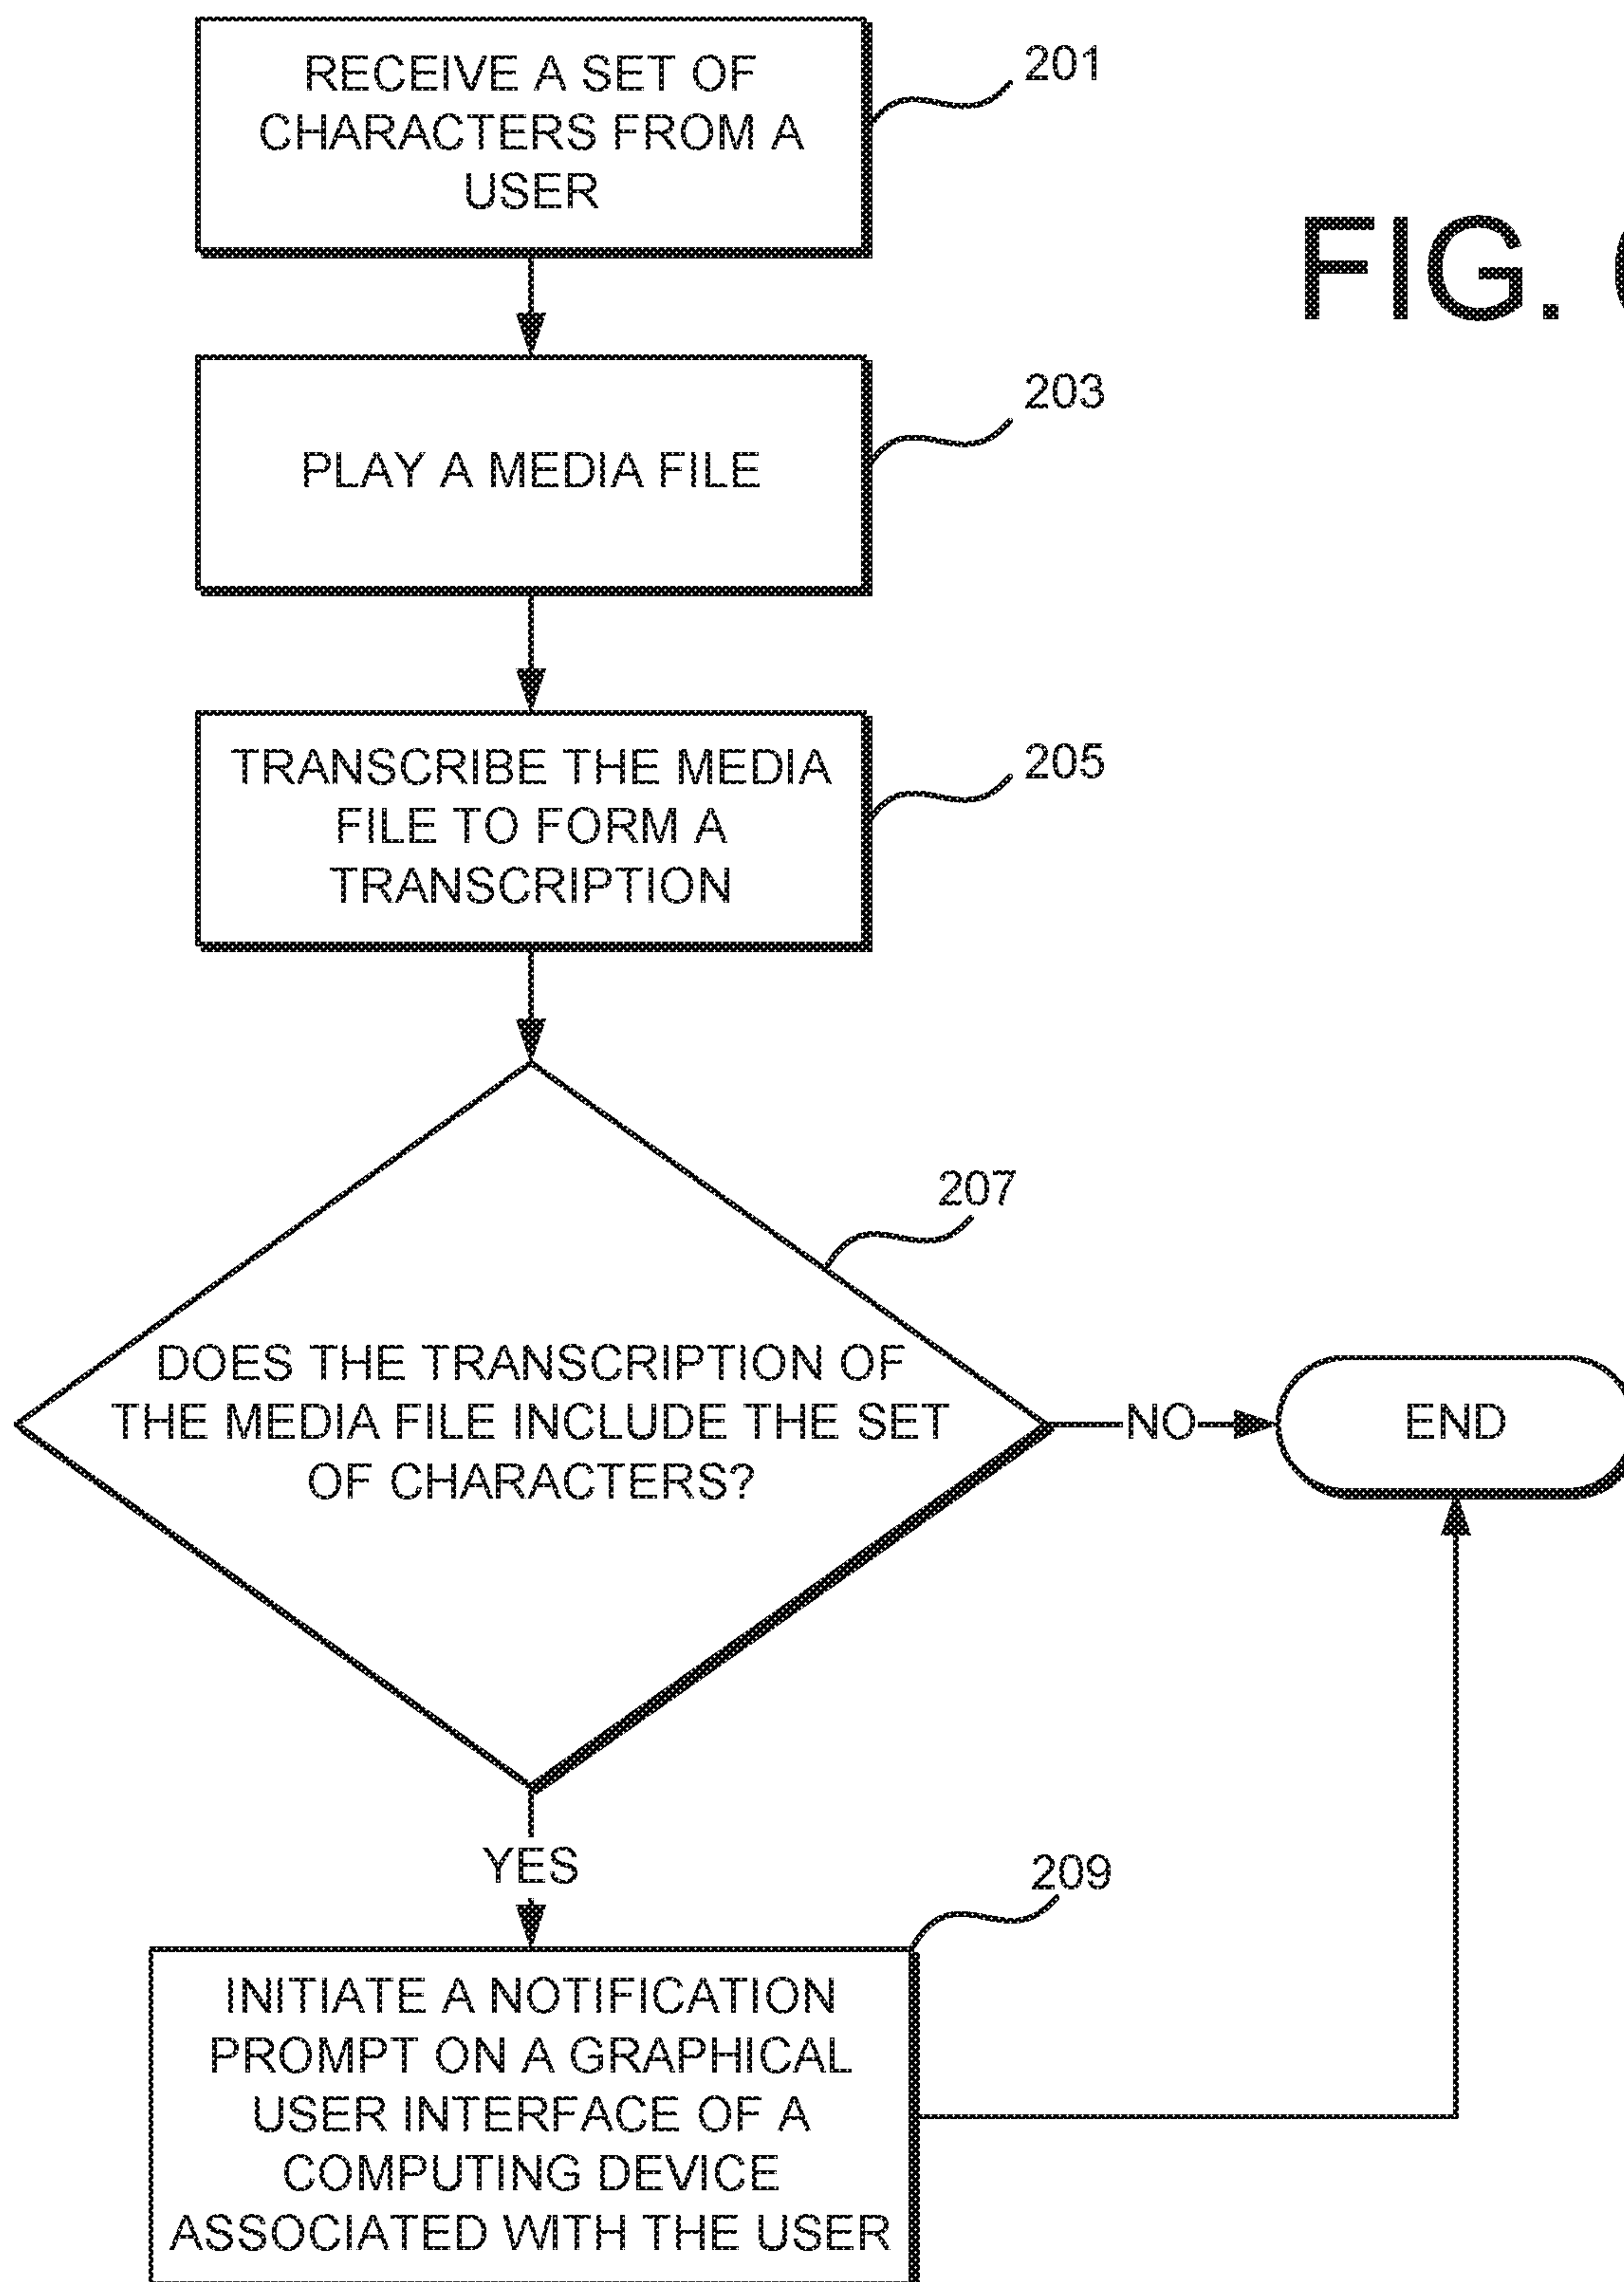 RECEIVE A SET OF
CHARACTERS FROM A
USER
201
FIG.
PLAY A MEDIA FILE
203
TRANSCRIBE THE MEDIA
FILE TO FORM A
TRANSCRIPTION
205
207
DOES THE TRANSCRIPTION OF
THE MEDIA FILE INCLUDE THE SET
OF CHARACTERS?
NO
END
YES
209
INITIATE A NOTIFICATION
PROMPT ON A GRAPHICAL
USER INTERFACE OF A
COMPUTING DEVICE
ASSOCIATED WITH THE USER